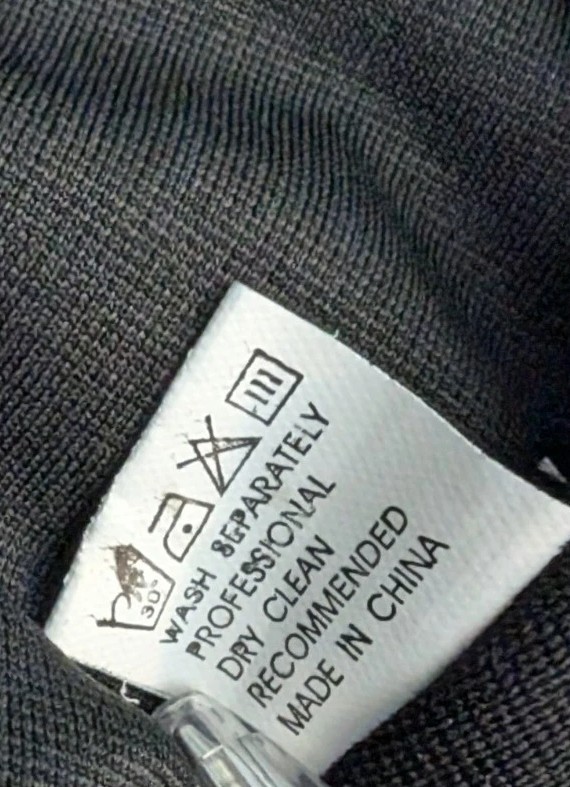 30°
WASH SEPARATELY
PROFESSIONAL
DRY CLEAN
RECOMMENDED
MADE IN CHINA